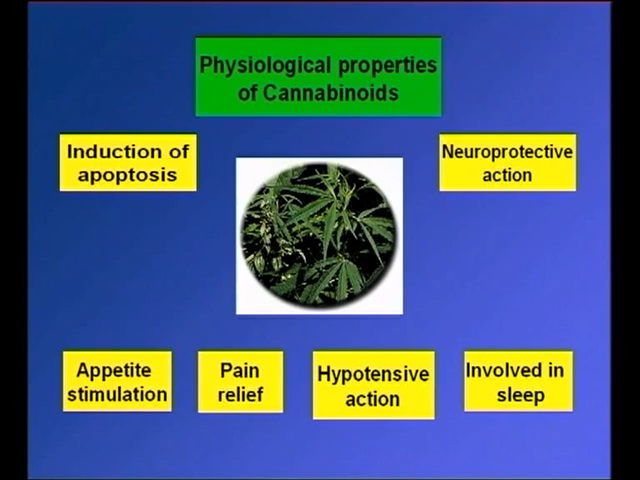 Physiological properties
of Cannabinoids
Induction of
apoptosis
Neuroprotective
action
Appetite
stimulation
Pain
relief
Hypotensive
action
Involved in
sleep